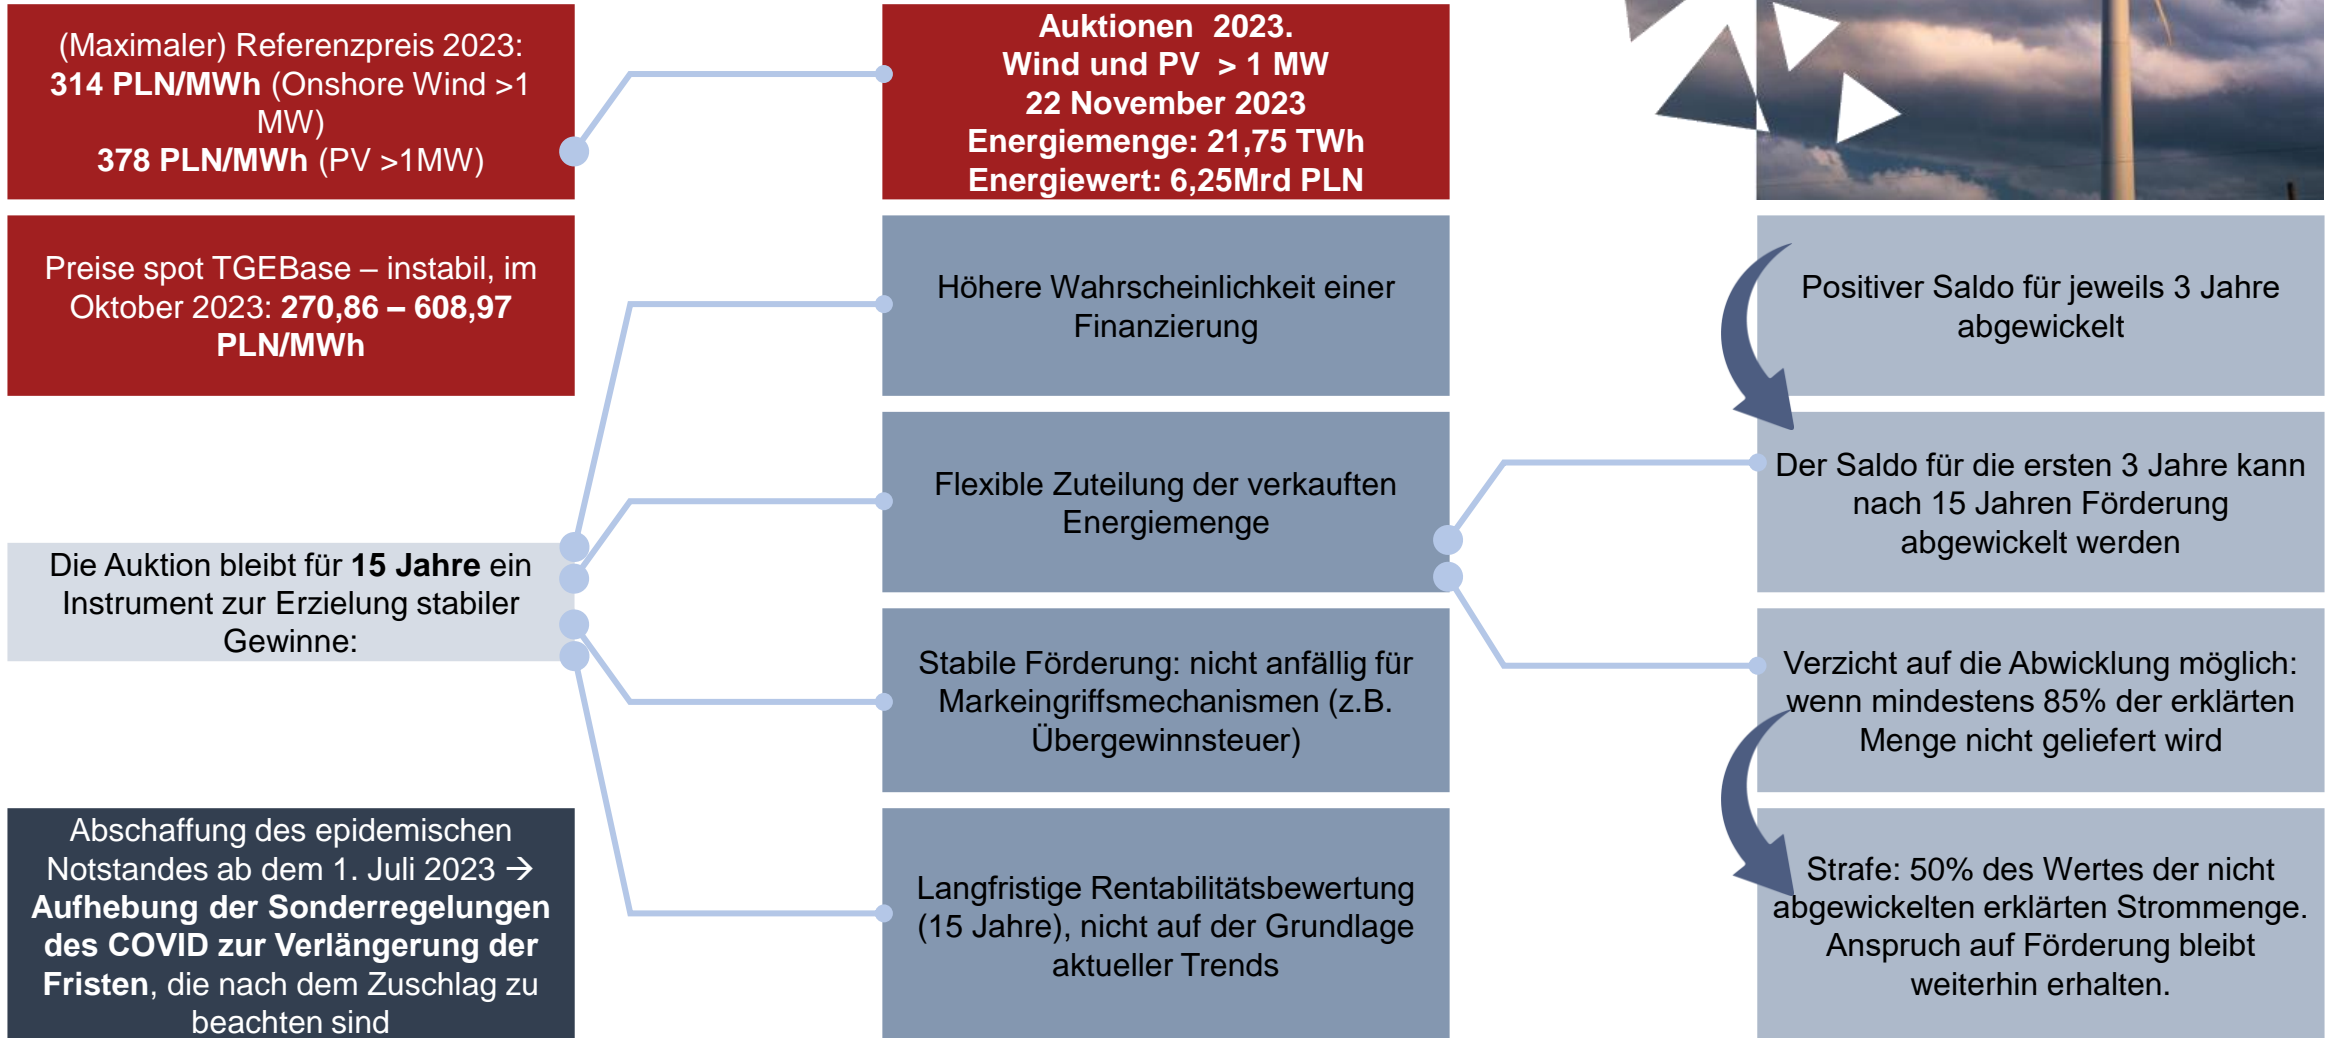 (Maximaler) Referenzpreis 2023:
314 PLN/MWh (Onshore Wind >1
MW)
378 PLN/MWh (PV >1MW)
Auktionen 2023.
Wind und PV > 1 MW
22 November 2023
Energiemenge: 21,75 TWh
Energiewert: 6,25Mrd PLN
Preise spot TGEBase – instabil, im
Oktober 2023: 270,86 – 608,97
PLN/MWh
Höhere Wahrscheinlichkeit einer
Finanzierung
Positiver Saldo für jeweils 3 Jahre
abgewickelt
Die Auktion bleibt für 15 Jahre ein
Instrument zur Erzielung stabiler
Gewinne:
Flexible Zuteilung der verkauften
Energiemenge
Der Saldo für die ersten 3 Jahre kann
nach 15 Jahren Förderung
abgewickelt werden
Stabile Förderung: nicht anfällig für
Markeingriffsmechanismen (z.B.
Übergewinnsteuer)
Verzicht auf die Abwicklung möglich:
wenn mindestens 85% der erklärten
Menge nicht geliefert wird
Abschaffung des epidemischen
Notstandes ab dem 1. Juli 2023 →
Aufhebung der Sonderregelungen
des COVID zur Verlängerung der
Fristen, die nach dem Zuschlag zu
beachten sind
Langfristige Rentabilitätsbewertung
(15 Jahre), nicht auf der Grundlage
aktueller Trends
Strafe: 50% des Wertes der nicht
abgewickelten erklärten Strommenge.
Anspruch auf Förderung bleibt
weiterhin erhalten.